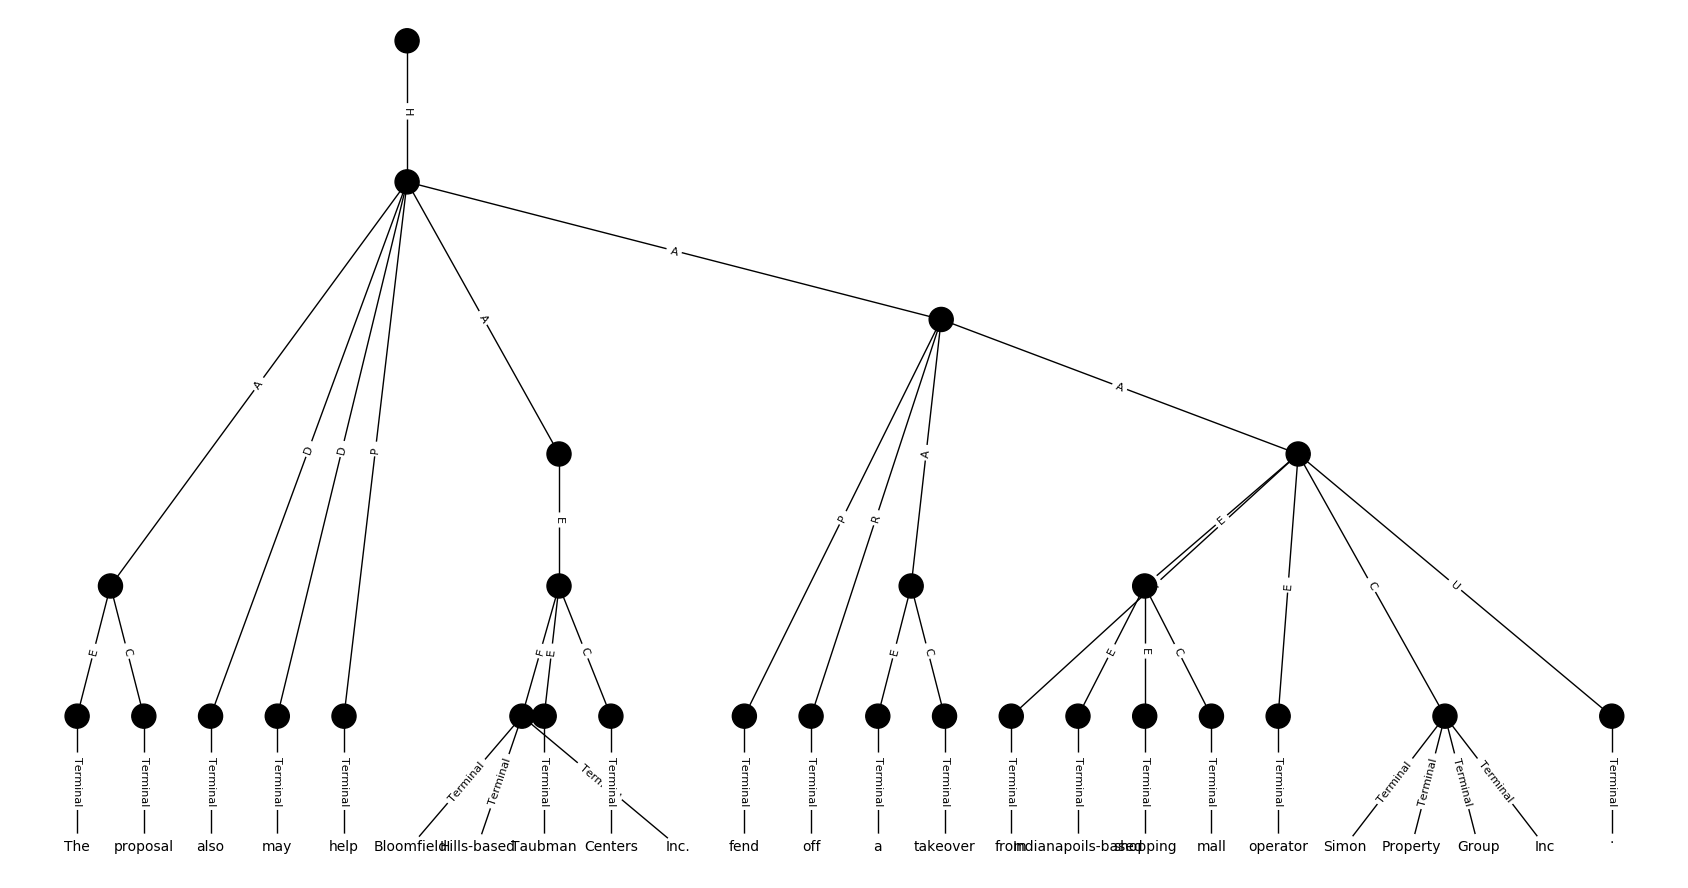 H
A
A
A
A
D
D
P
E
P
R
A
E
E
C
U
E
C
E
C
E
C
E
E
C
Terminal Terminal Terminal Terminal Terminal Terminal Terminal Terminal Terminal Terminal Terminal Terminal Terminal Terminal Terminal Terminal Terminal Terminal Terminal Terminal Terminal Terminal Terminal
The proposal also may help Bloomfield Hills-based Taubman Centers Inc. fend off a takeover from Indianapoils-based shopping mall operator Simon Property Group Inc .